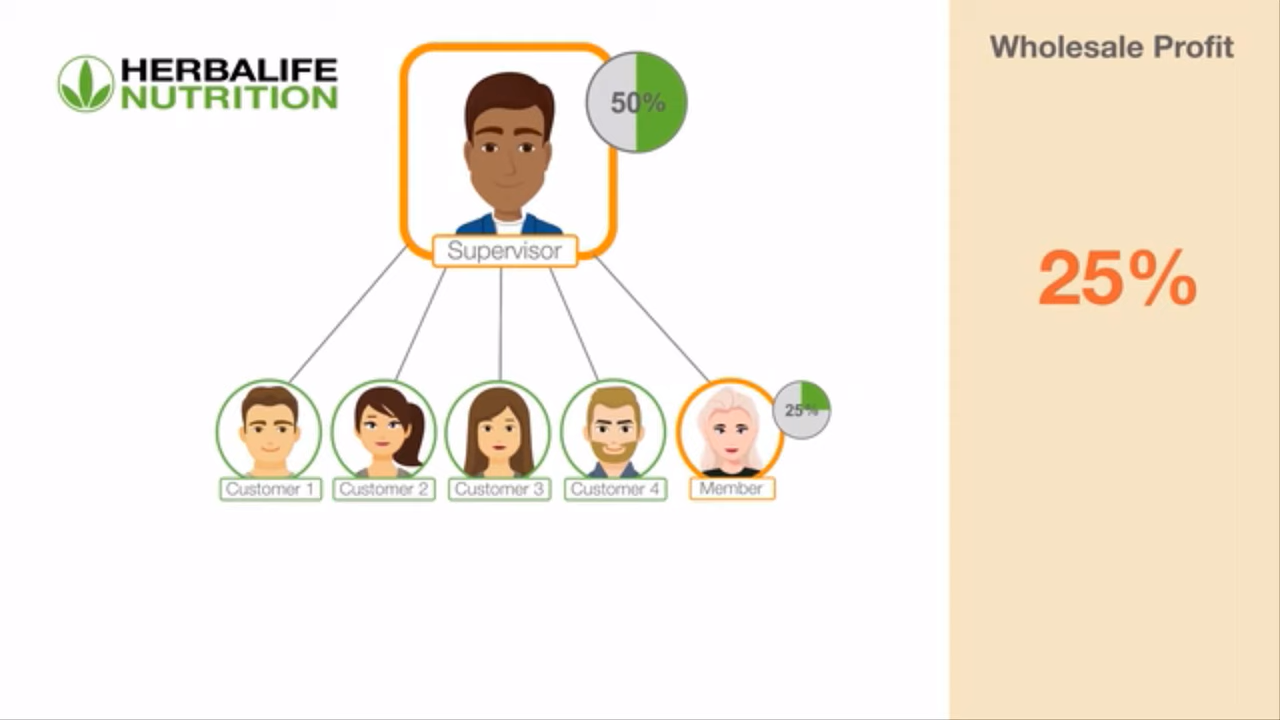 HERBALIFE
NUTRITION
50%
Supervisor
Customer 1
Customer 2
Customer 3
Customer 4
25%
Member
Wholesale Profit
25%